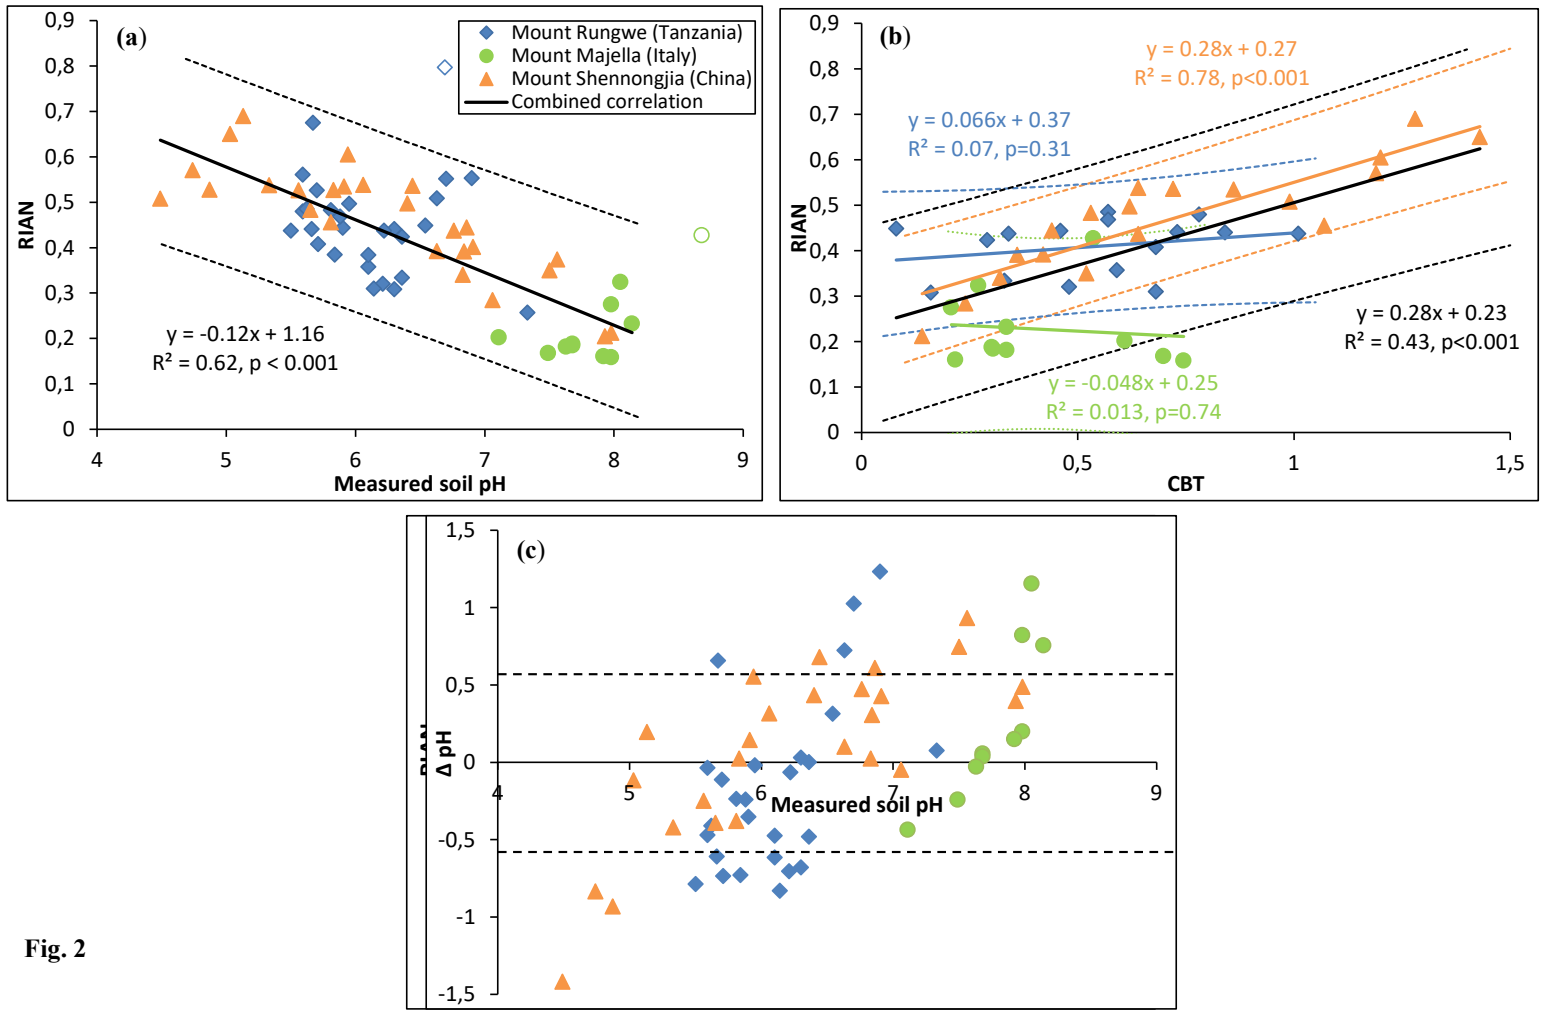 (a)
Mount Rungwe (Tanzania)
Mount Majella (Italy)
Mount Shennongjia (China)
Combined correlation
0,9
0,8
0,7
0,6
0,5
0,4
0,3
0,2
0,1
0
RIAN
y = -0.12x + 1.16
R² = 0.62, p < 0.001
4 5 6 7 8 9
Measured soil pH
(b)
0,9
0,8
0,7
0,6
0,5
0,4
0,3
0,2
0,1
0
RIAN
y = 0.28x + 0.27
R² = 0.78, p<0.001
y = 0.066x + 0.37
R² = 0.07, p=0.31
y = 0.28x + 0.23
R² = 0.43, p<0.001
y = -0.048x + 0.25
R² = 0.013, p=0.74
0 0,5 1 1,5
CBT
(c)
1,5
1
0,5
0
-0,5
-1
-1,5
RIAN
Δ pH
4 5 6 7 8 9
Measured soil pH
Fig. 2